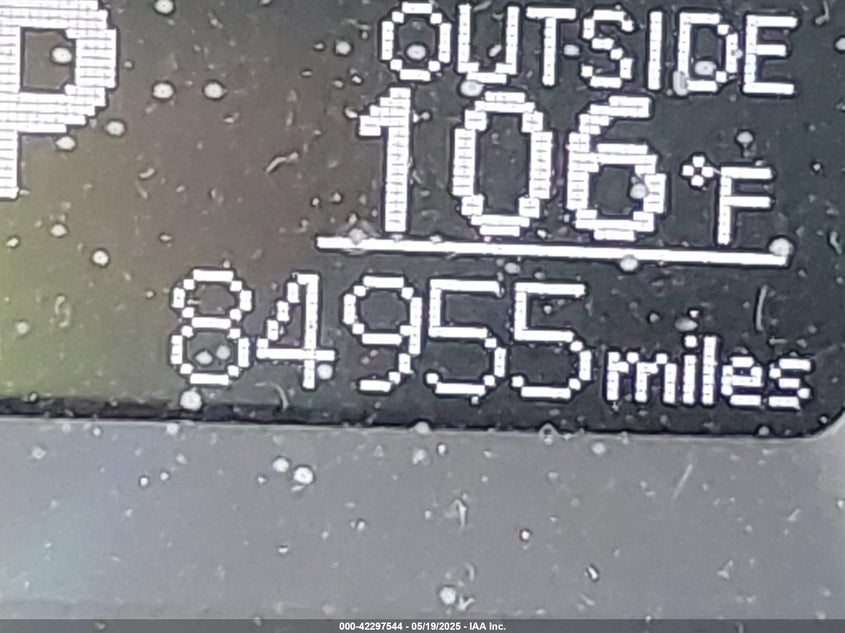 P
OUTSIDE
106°F
84955 miles
000-42297544 - 05/19/2025 - IAA Inc.